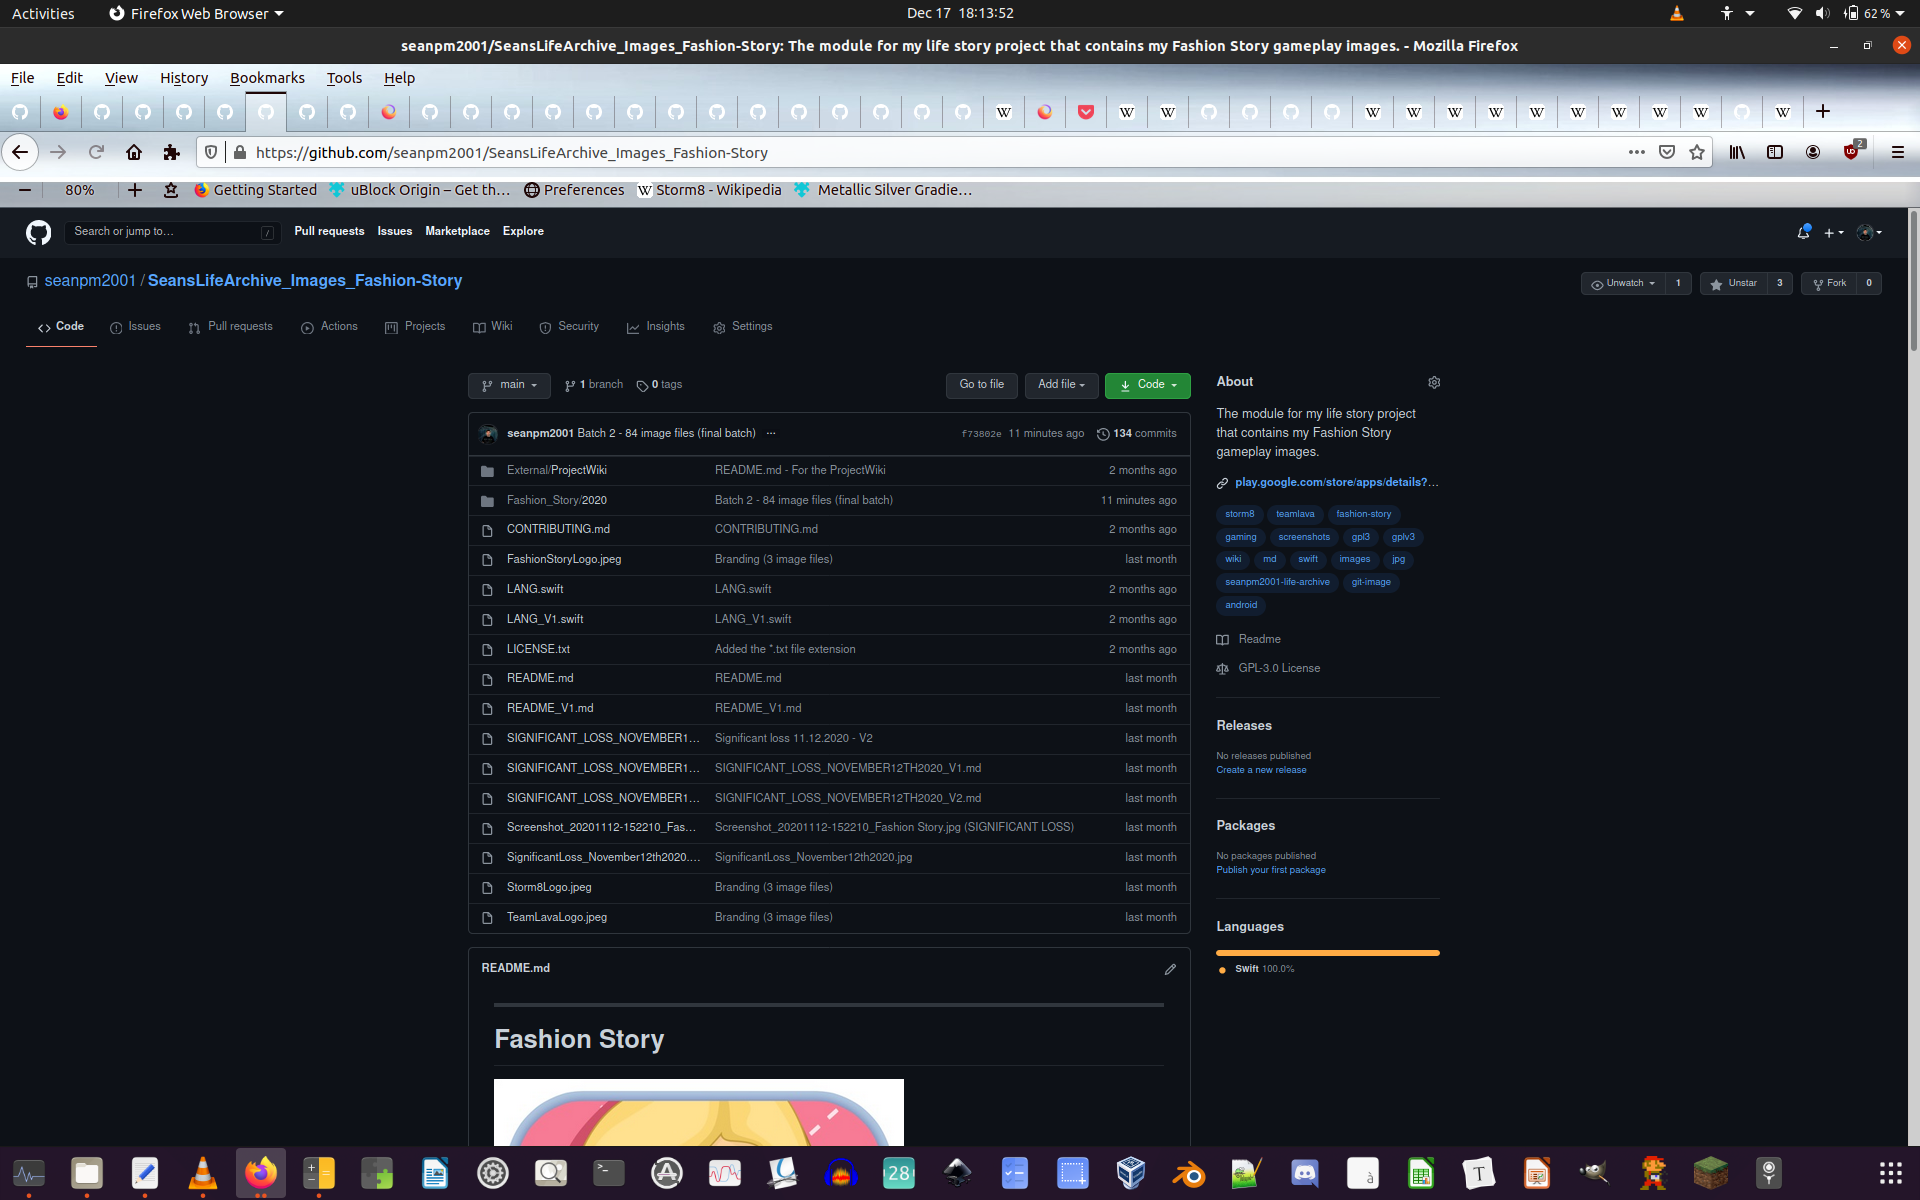 Activities Firefox Web Browser Dec 17 18:13:52 62 %
seanpm2001/SeansLifeArchive_Images_Fashion-Story: The module for my life story project that contains my Fashion Story gameplay images. - Mozilla Firefox
File Edit View History Bookmarks Tools Help
https://github.com/seanpm2001/SeansLifeArchive_Images_Fashion-Story 2
80% Getting Started uBlock Origin – Get th… Preferences Storm8 - Wikipedia Metallic Silver Gradie…
Search or jump to… / Pull requests Issues Marketplace Explore
seanpm2001 / SeansLifeArchive_Images_Fashion-Story Unwatch 1 Unstar 3 Fork 0
Code Issues Pull requests Actions Projects Wiki Security Insights Settings
main 1 branch 0 tags Go to file Add file Code
seanpm2001 Batch 2 - 84 image files (final batch) ... f73802e 11 minutes ago 134 commits
External/ProjectWiki README.md - For the ProjectWiki 2 months ago
Fashion_Story/2020 Batch 2 - 84 image files (final batch) 11 minutes ago
CONTRIBUTING.md CONTRIBUTING.md 2 months ago
FashionStoryLogo.jpeg Branding (3 image files) last month
LANG.swift LANG.swift 2 months ago
LANG_V1.swift LANG_V1.swift 2 months ago
LICENSE.txt Added the *.txt file extension 2 months ago
README.md README.md last month
README_V1.md README_V1.md last month
SIGNIFICANT_LOSS_NOVEMBER1… Significant loss 11.12.2020 - V2 last month
SIGNIFICANT_LOSS_NOVEMBER1… SIGNIFICANT_LOSS_NOVEMBER12TH2020_V1.md last month
SIGNIFICANT_LOSS_NOVEMBER1… SIGNIFICANT_LOSS_NOVEMBER12TH2020_V2.md last month
Screenshot_20201112-152210_Fas… Screenshot_20201112-152210_Fashion Story.jpg (SIGNIFICANT LOSS) last month
SignificantLoss_November12th2020.… SignificantLoss_November12th2020.jpg last month
Storm8Logo.jpeg Branding (3 image files) last month
TeamLavaLogo.jpeg Branding (3 image files) last month
README.md
Fashion Story
About
The module for my life story project
that contains my Fashion Story
gameplay images.
play.google.com/store/apps/details?…
storm8 teamlava fashion-story
gaming screenshots gpl3 gplv3
wiki md swift images jpg
seanpm2001-life-archive git-image
android
Readme
GPL-3.0 License
Releases
No releases published
Create a new release
Packages
No packages published
Publish your first package
Languages
Swift 100.0%
28